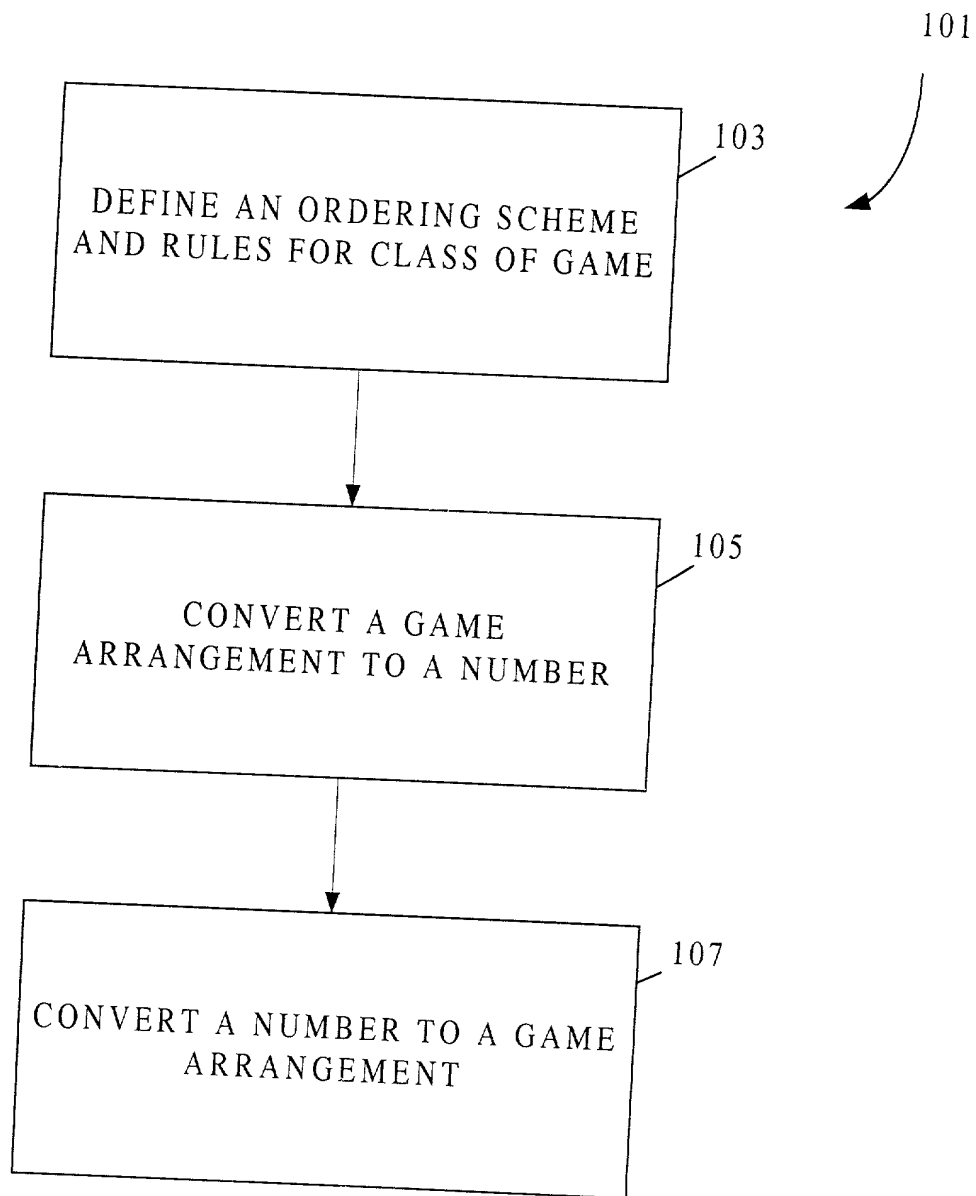 101
103
DEFINE AN ORDERING SCHEME
AND RULES FOR CLASS OF GAME
105
CONVERT A GAME
ARRANGEMENT TO A NUMBER
107
CONVERT A NUMBER TO A GAME
ARRANGEMENT